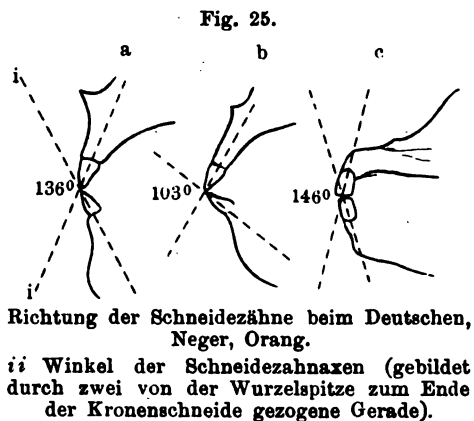 Fig. 25.
a b c
i
136⁰ 103⁰ 146⁰
i
Richtung der Schneidezähne beim Deutschen,
Neger, Orang.
ii Winkel der Schneidezahnaxen (gebildet
durch zwei von der Wurzelspitze zum Ende
der Kronenschneide gezogene Gerade).